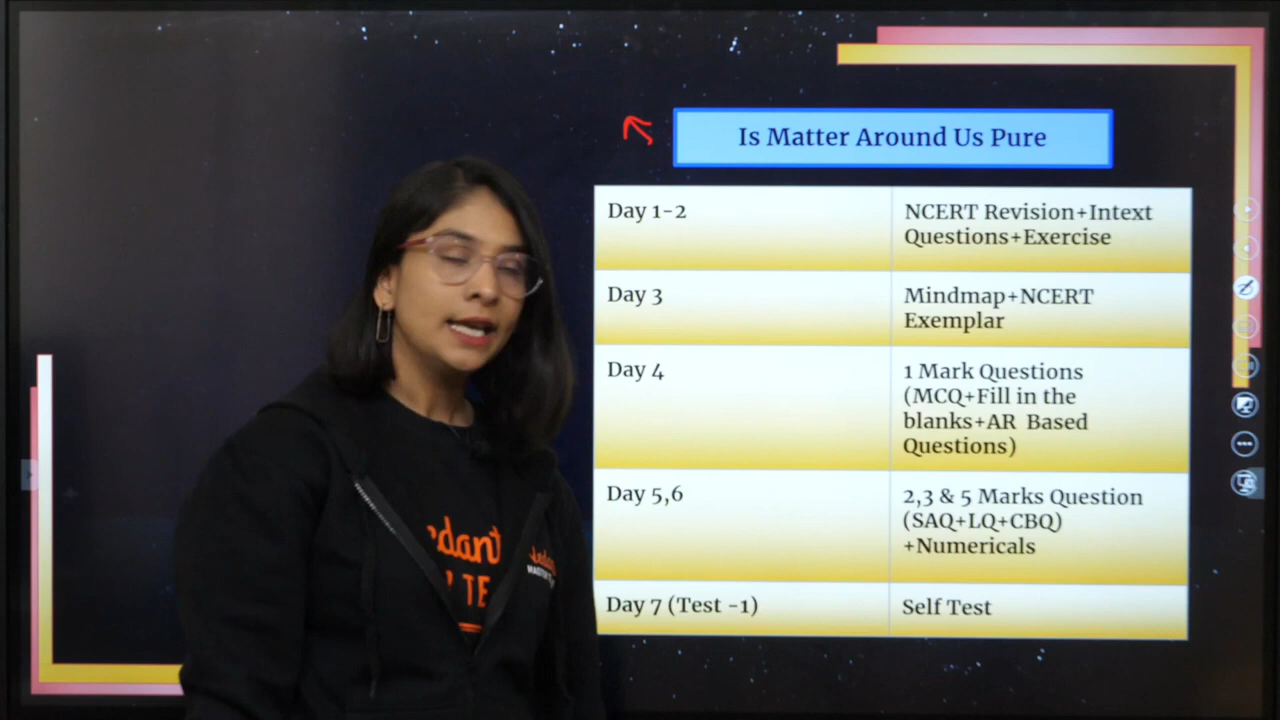 Is Matter Around Us Pure
Day 1-2
NCERT Revision+Intext
Questions+Exercise
Day 3
Mindmap+NCERT
Exemplar
Day 4
1 Mark Questions
(MCQ+Fill in the
blanks+AR Based
Questions)
Day 5,6
2,3 & 5 Marks Question
(SAQ+LQ+CBQ)
+Numericals
Day 7 (Test -1)
Self Test